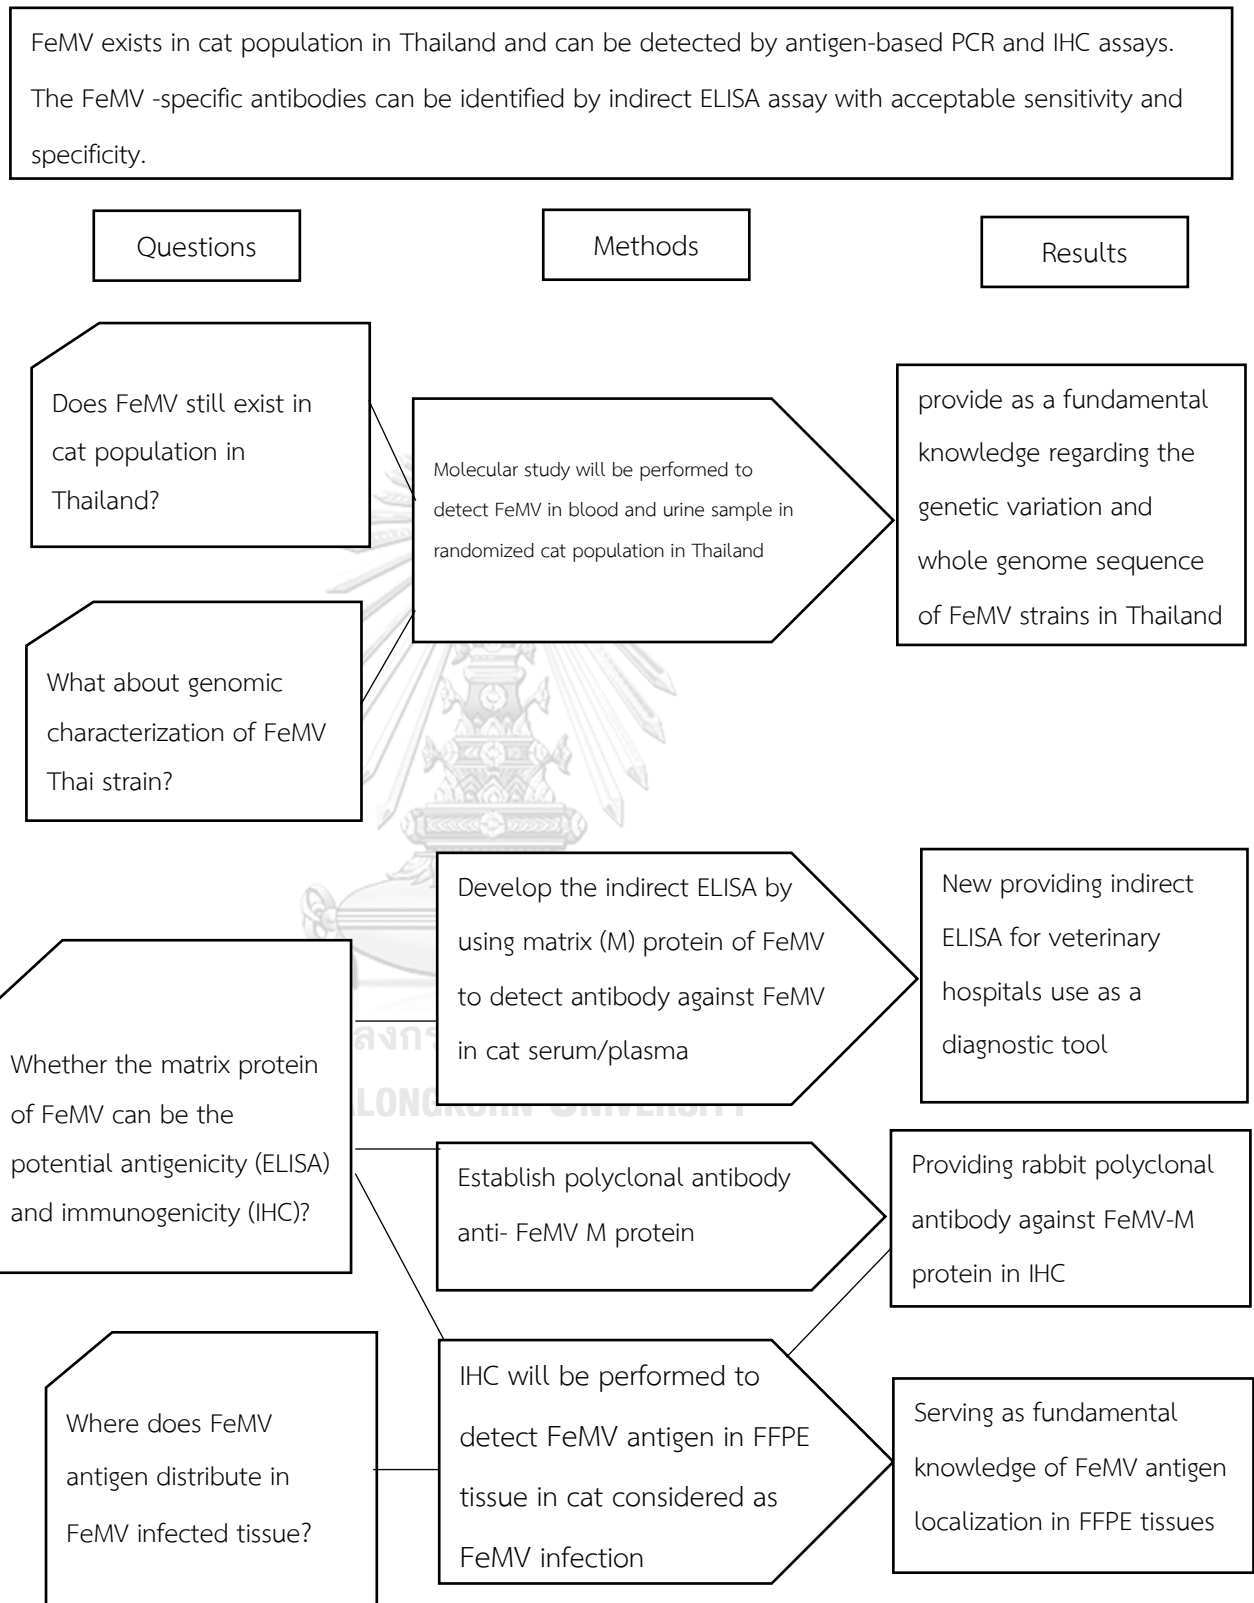 FeMV exists in cat population in Thailand and can be detected by antigen-based PCR and IHC assays.
The FeMV -specific antibodies can be identified by indirect ELISA assay with acceptable sensitivity and
specificity.
Questions
Methods
Results
Does FeMV still exist in
cat population in
Thailand?
Molecular study will be performed to
detect FeMV in blood and urine sample in
randomized cat population in Thailand
provide as a fundamental
knowledge regarding the
genetic variation and
whole genome sequence
of FeMV strains in Thailand
What about genomic
characterization of FeMV
Thai strain?
Develop the indirect ELISA by
using matrix (M) protein of FeMV
to detect antibody against FeMV
in cat serum/plasma
New providing indirect
ELISA for veterinary
hospitals use as a
diagnostic tool
Whether the matrix protein
of FeMV can be the
potential antigenicity (ELISA)
and immunogenicity (IHC)?
Establish polyclonal antibody
anti- FeMV M protein
Providing rabbit polyclonal
antibody against FeMV-M
protein in IHC
Where does FeMV
antigen distribute in
FeMV infected tissue?
IHC will be performed to
detect FeMV antigen in FFPE
tissue in cat considered as
FeMV infection
Serving as fundamental
knowledge of FeMV antigen
localization in FFPE tissues